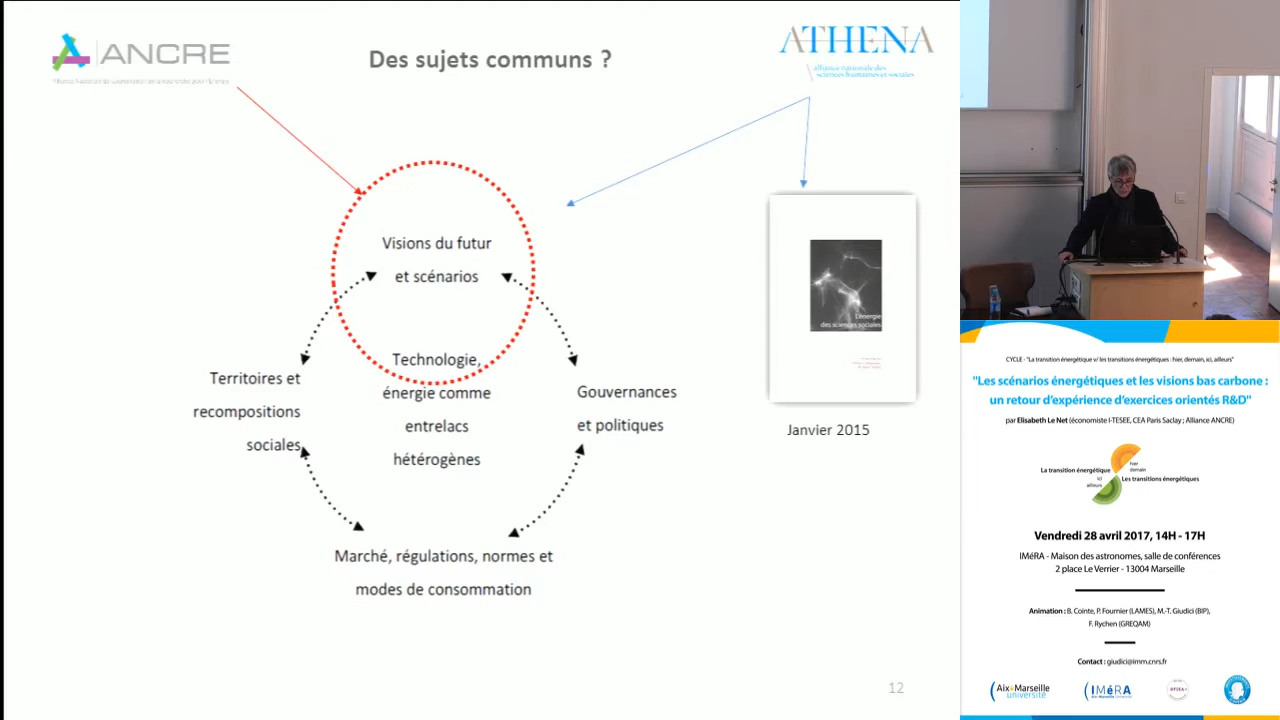 ANCRE
Des sujets communs ?
ATHENA
alliance nationale des
sciences humaines et sociales
Visions du futur
et scénarios
Technologie,
énergie comme
entrelacs
hétérogènes
Territoires et
recompositions
sociales
Gouvernances
et politiques
Marché, régulations, normes et
modes de consommation
L'énergie
des sciences sociales
Janvier 2015
12
CYCLE - "La transition énergétique v/ les transitions énergétiques : hier, demain, ici, ailleurs"
"Les scénarios énergétiques et les visions bas carbone :
un retour d'expérience d'exercices orientés R&D"
par Elisabeth Le Net (économiste I-TESEE, CEA Paris Saclay ; Alliance ANCRE)
La transition énergétique
hier
demain
ici
ailleurs
Les transitions énergétiques
Vendredi 28 avril 2017, 14H - 17H
IMéRA - Maison des astronomes, salle de conférences
2 place Le Verrier - 13004 Marseille
Animation : B. Cointe, P. Fournier (LAMES), M.-T. Giudici (BIP),
F. Rychen (GREQAM)
Contact : giudici@imm.cnrs.fr
Aix*Marseille
université
IMéRA